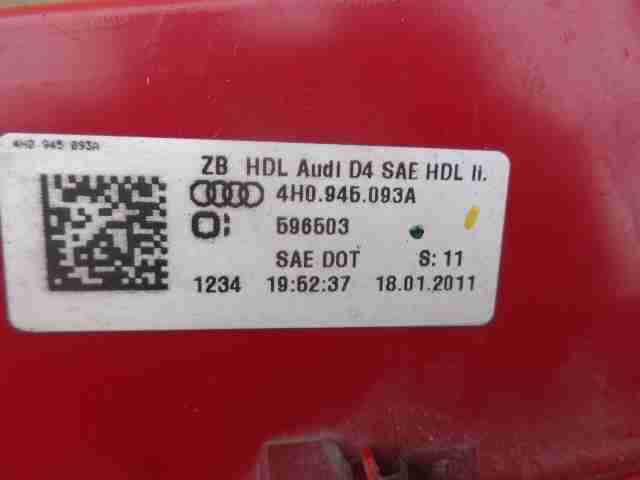 4H0 945 093A
ZB HDL Audi D4 SAE HDL li.
4H0.945.093A
596503
SAE DOT S: 11
1234 19:52:37 18.01.2011